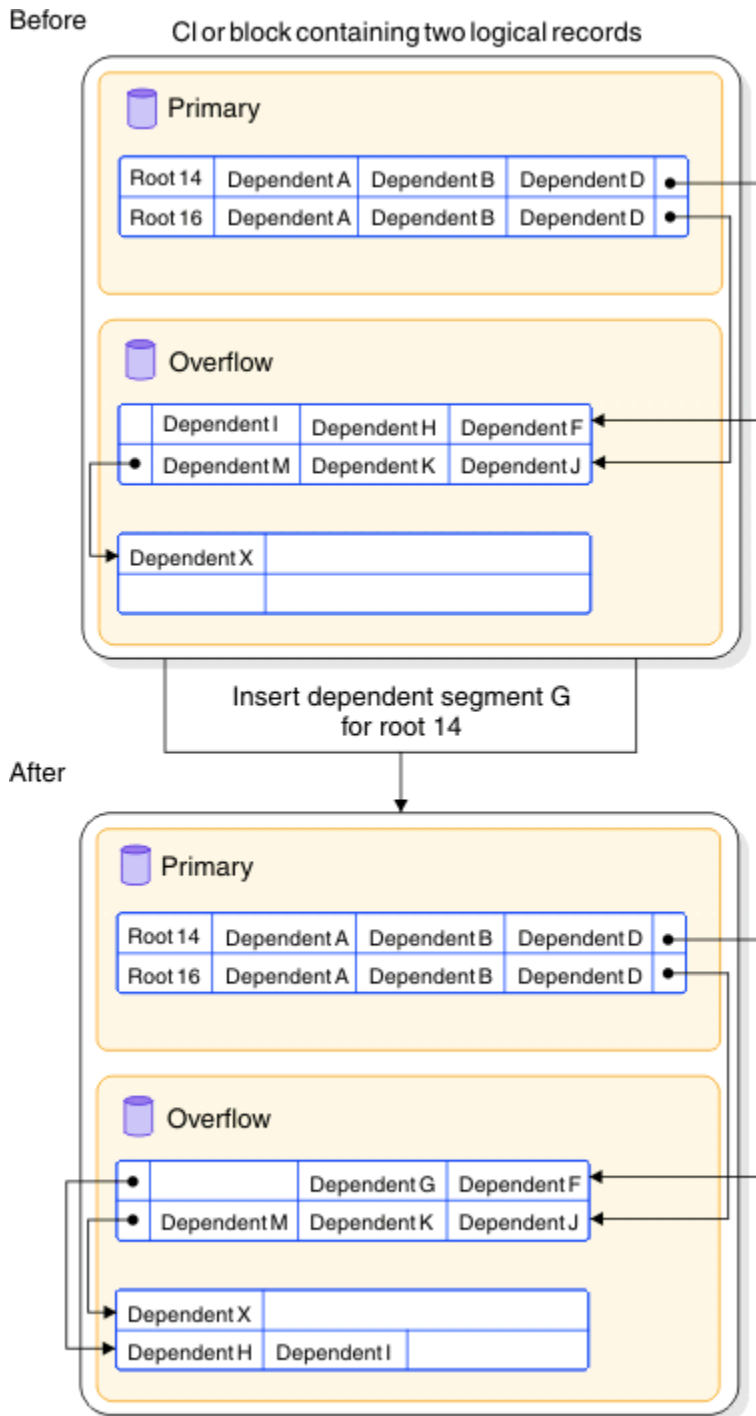 Before
CI or block containing two logical records
Primary
Root 14 Dependent A Dependent B Dependent D
Root 16 Dependent A Dependent B Dependent D
Overflow
Dependent I Dependent H Dependent F
Dependent M Dependent K Dependent J
Dependent X
Insert dependent segment G
for root 14
After
Primary
Root 14 Dependent A Dependent B Dependent D
Root 16 Dependent A Dependent B Dependent D
Overflow
Dependent G Dependent F
Dependent M Dependent K Dependent J
Dependent X
Dependent H Dependent I